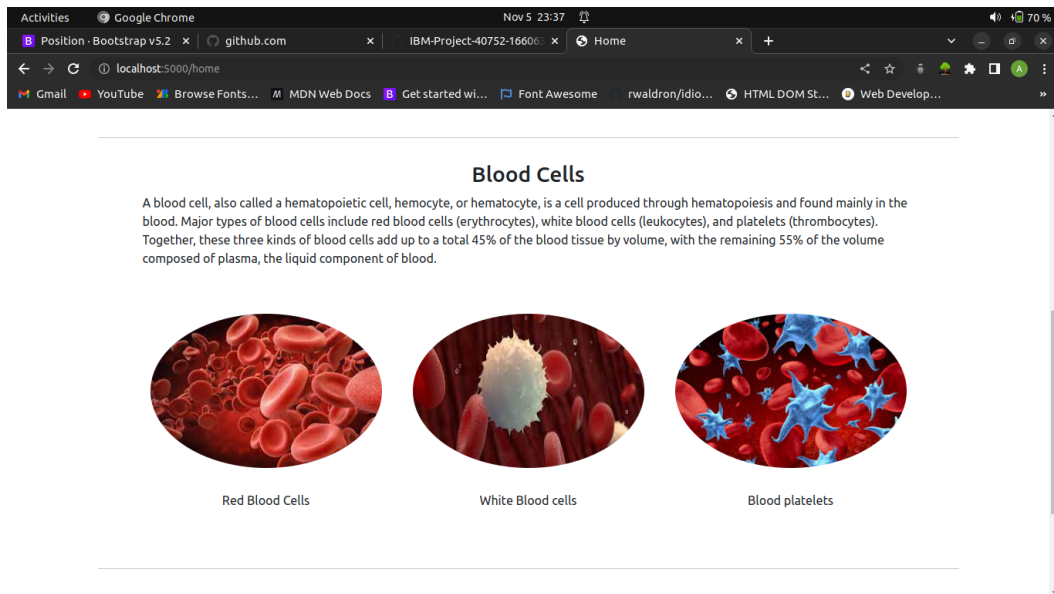 Activities Google Chrome Nov 5 23:37 70 %
Position · Bootstrap v5.2 github.com IBM-Project-40752-16606 Home
localhost:5000/home A
Gmail YouTube Browse Fonts... MDN Web Docs Get started wi... Font Awesome rwaldron/idio... HTML DOM St... Web Develop... »
Blood Cells
A blood cell, also called a hematopoietic cell, hemocyte, or hematocyte, is a cell produced through hematopoiesis and found mainly in the
blood. Major types of blood cells include red blood cells (erythrocytes), white blood cells (leukocytes), and platelets (thrombocytes).
Together, these three kinds of blood cells add up to a total 45% of the blood tissue by volume, with the remaining 55% of the volume
composed of plasma, the liquid component of blood.
Red Blood Cells White Blood cells Blood platelets